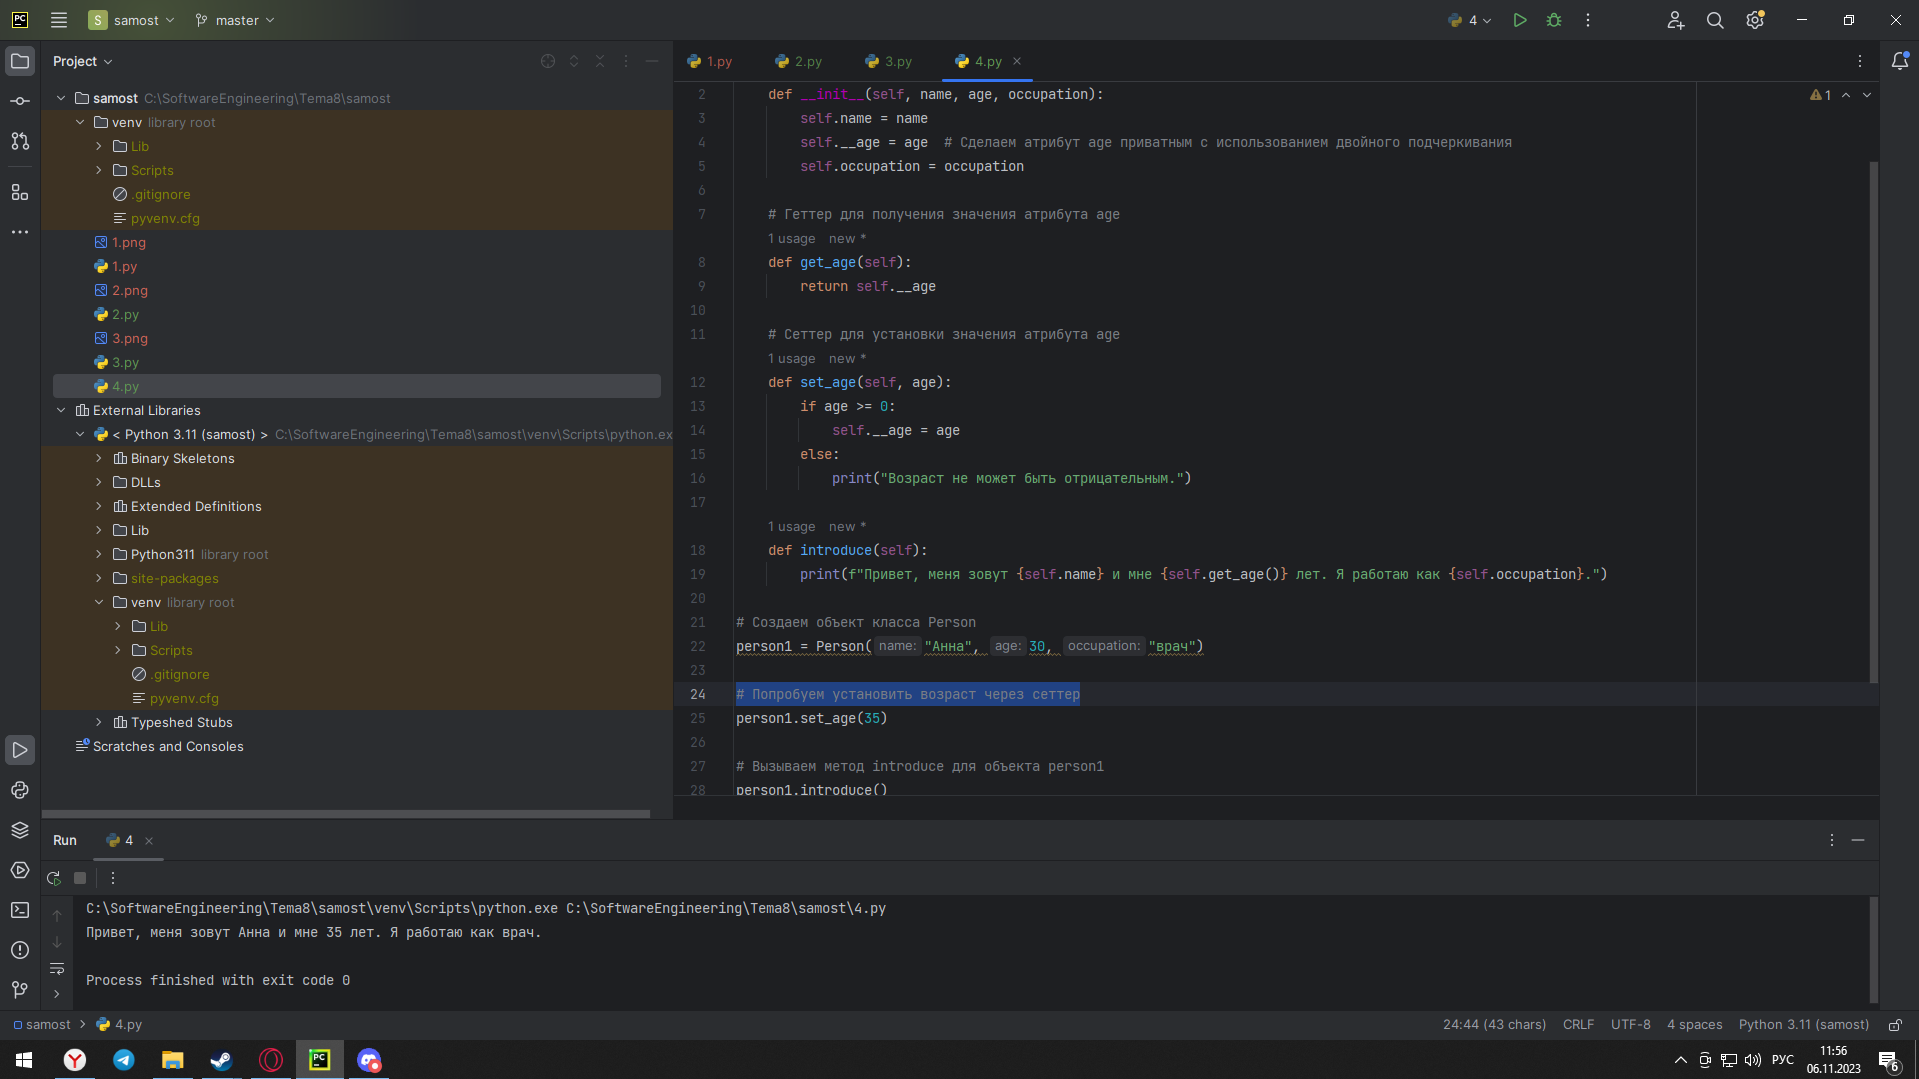 PC
S samost
master
4
Project
samost C:\SoftwareEngineering\Tema8\samost
venv library root
Lib
Scripts
.gitignore
pyvenv.cfg
1.png
1.py
2.png
2.py
3.png
3.py
4.py
External Libraries
< Python 3.11 (samost) > C:\SoftwareEngineering\Tema8\samost\venv\Scripts\python.ex
Binary Skeletons
DLLs
Extended Definitions
Lib
Python311 library root
site-packages
venv library root
Lib
Scripts
.gitignore
pyvenv.cfg
Typeshed Stubs
Scratches and Consoles
1.py 2.py 3.py 4.py
1
2 def __init__(self, name, age, occupation):
3 self.name = name
4 self.__age = age # Сделаем атрибут age приватным с использованием двойного подчеркивания
5 self.occupation = occupation
6
7 # Геттер для получения значения атрибута age
1 usage new *
8 def get_age(self):
9 return self.__age
10
11 # Сеттер для установки значения атрибута age
1 usage new *
12 def set_age(self, age):
13 if age >= 0:
14 self.__age = age
15 else:
16 print("Возраст не может быть отрицательным.")
17
1 usage new *
18 def introduce(self):
19 print(f"Привет, меня зовут {self.name} и мне {self.get_age()} лет. Я работаю как {self.occupation}.")
20
21 # Создаем объект класса Person
22 person1 = Person( name: "Анна", age: 30, occupation: "врач")
23
24 # Попробуем установить возраст через сеттер
25 person1.set_age(35)
26
27 # Вызываем метод introduce для объекта person1
28 person1.introduce()
Run 4
C:\SoftwareEngineering\Tema8\samost\venv\Scripts\python.exe C:\SoftwareEngineering\Tema8\samost\4.py
Привет, меня зовут Анна и мне 35 лет. Я работаю как врач.
Process finished with exit code 0
samost > 4.py
24:44 (43 chars) CRLF UTF-8 4 spaces Python 3.11 (samost)
PC
РУС
11:56
06.11.2023
6